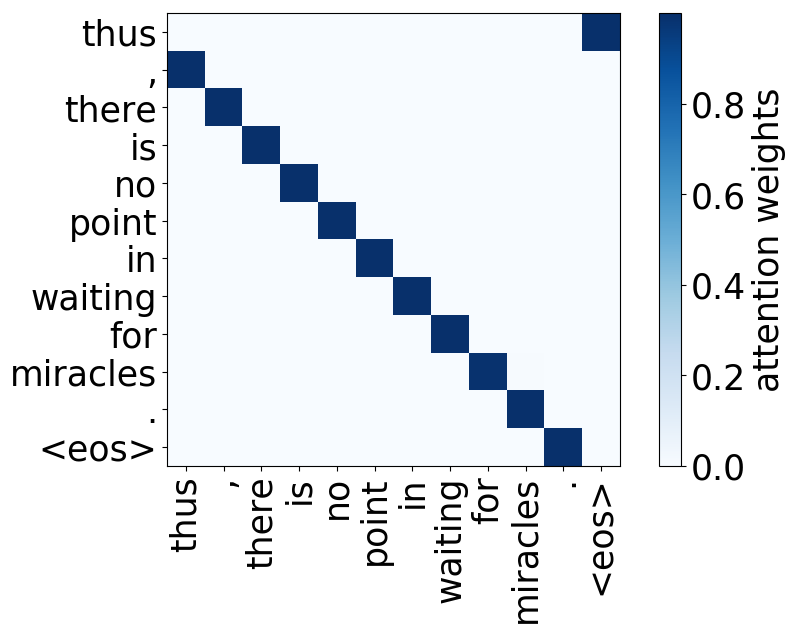 thus
,
there
is
no
point
in
waiting
for
miracles
.
<eos>
thus
,
there
is
no
point
in
waiting
for
miracles
.
<eos>
0.8
0.6
0.4
0.2
0.0
attention weights